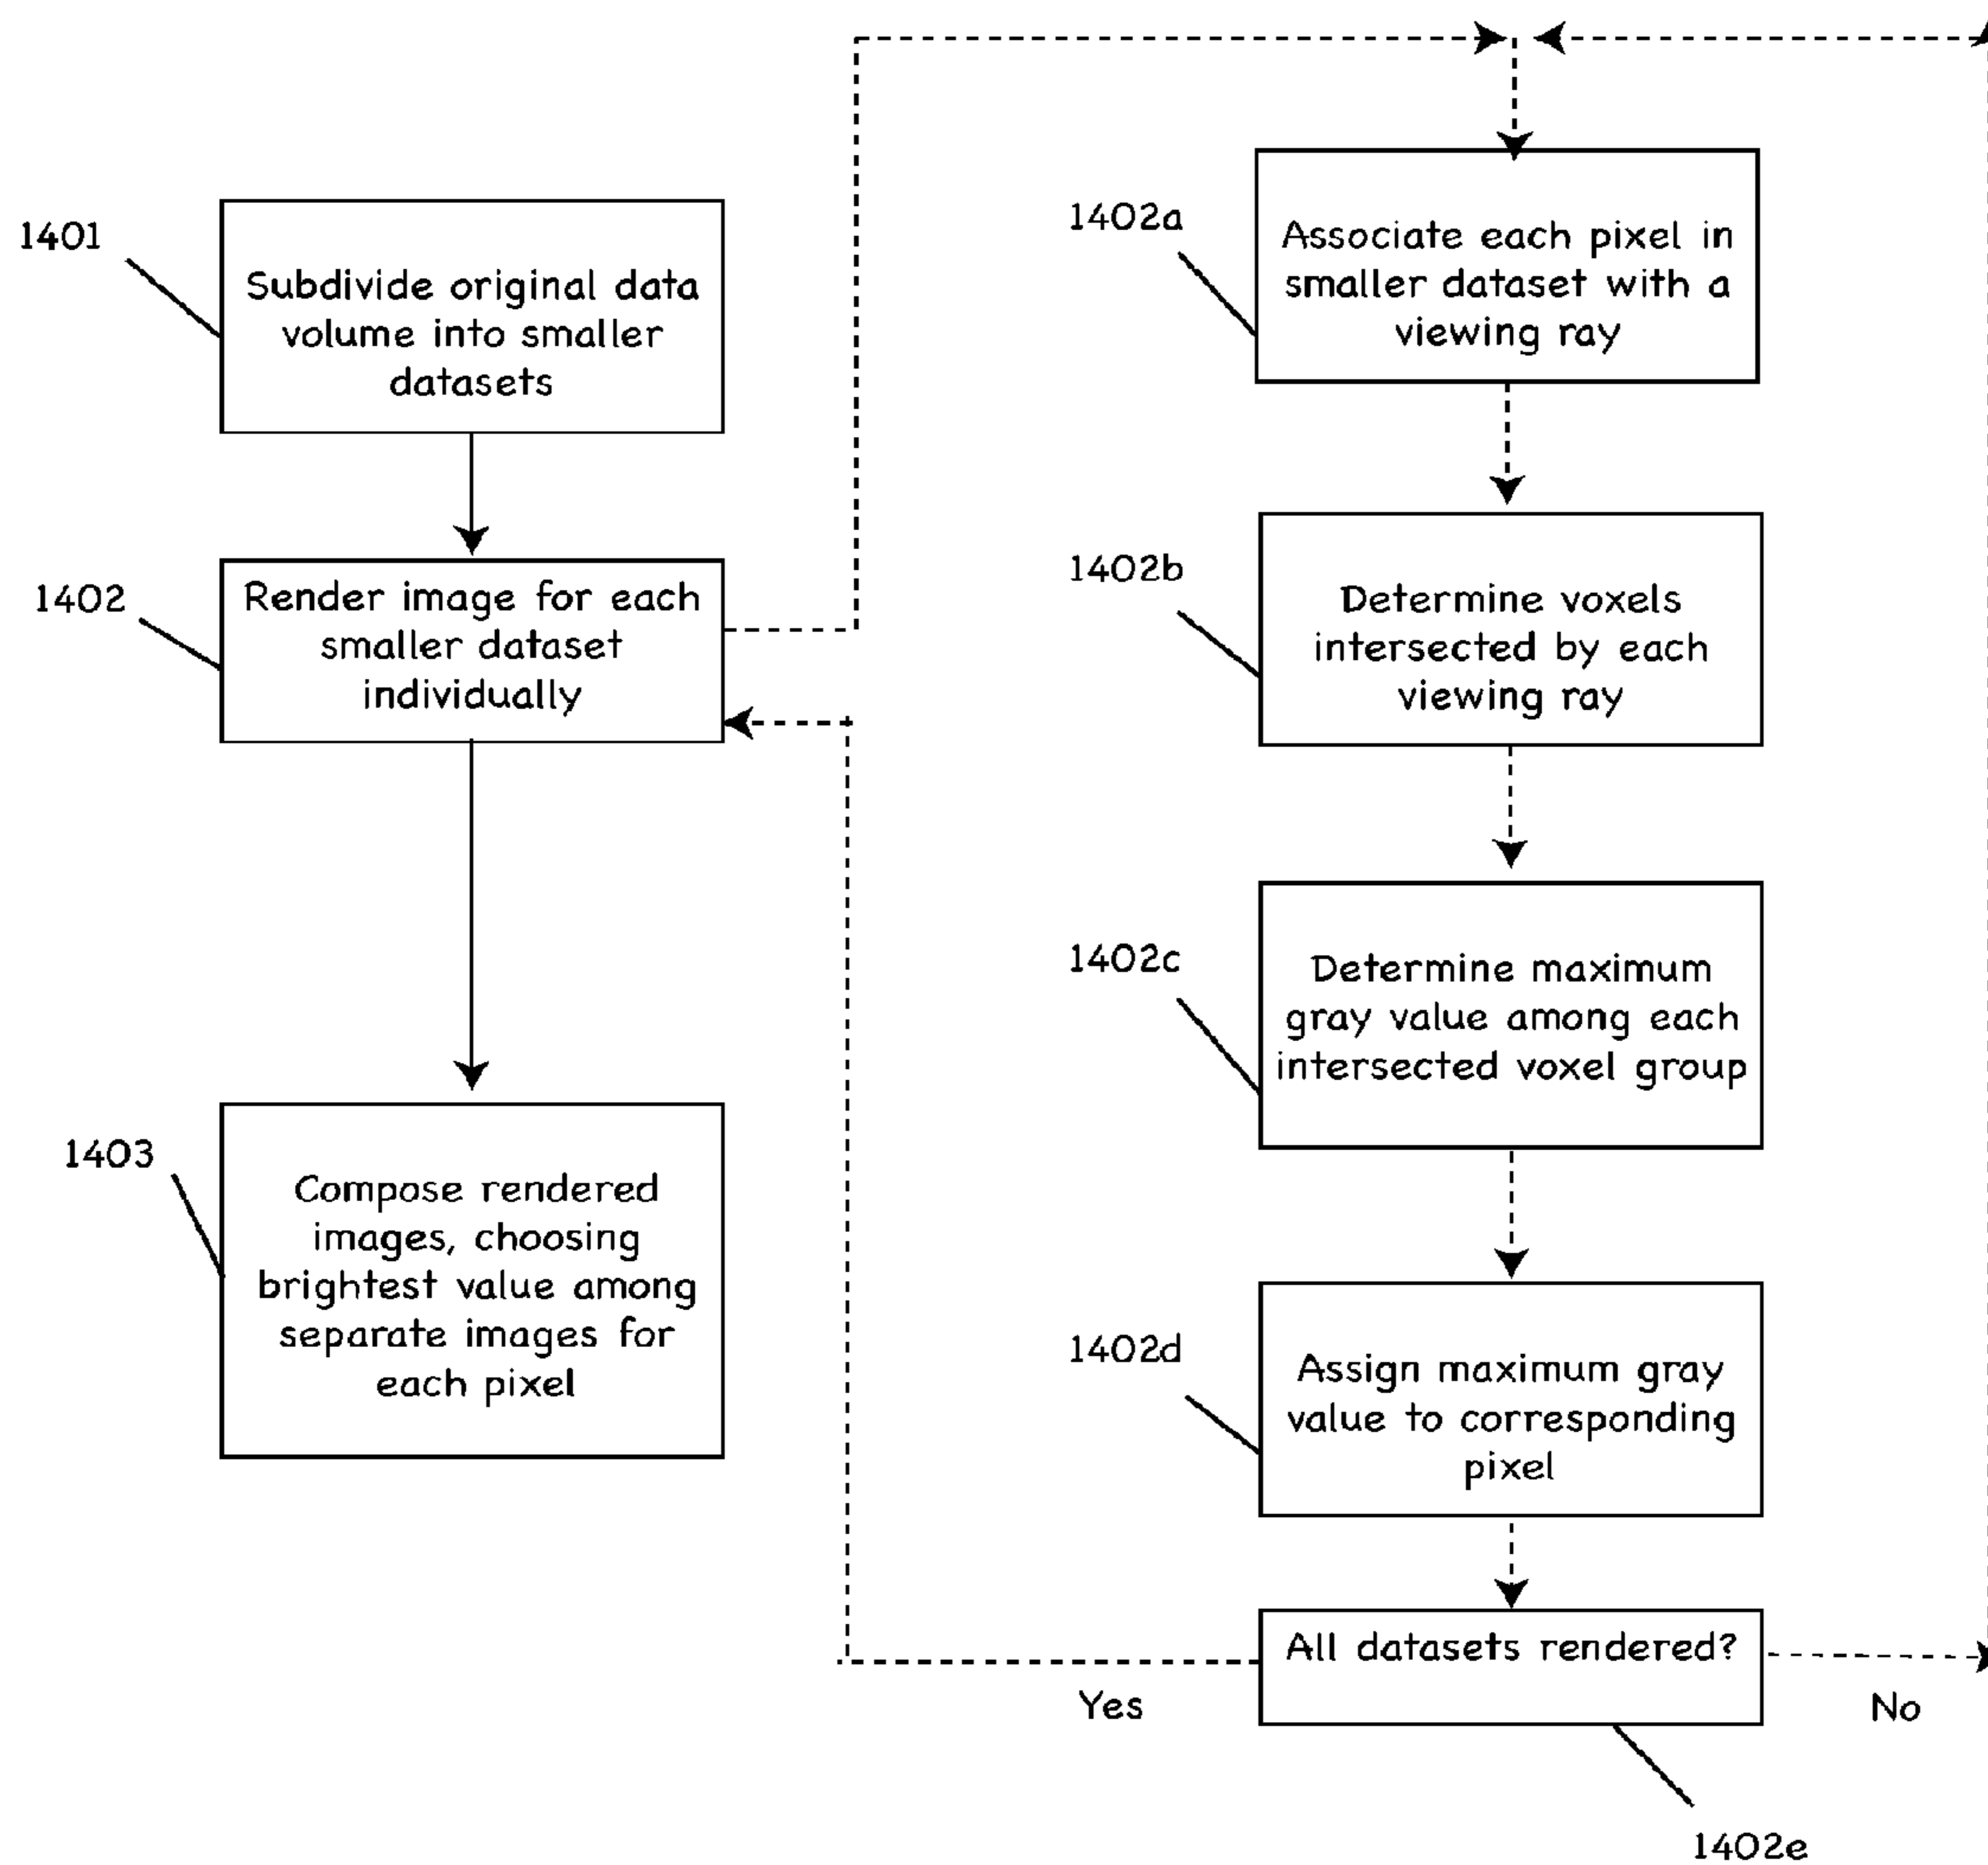 1401
Subdivide original data
volume into smaller
datasets
1402
Render image for each
smaller dataset
individually
1403
Compose rendered
images, choosing
brightest value among
separate images for
each pixel
1402a
Associate each pixel in
smaller dataset with a
viewing ray
1402b
Determine voxels
intersected by each
viewing ray
1402c
Determine maximum
gray value among each
intersected voxel group
1402d
Assign maximum gray
value to corresponding
pixel
All datasets rendered?
Yes
No
1402e